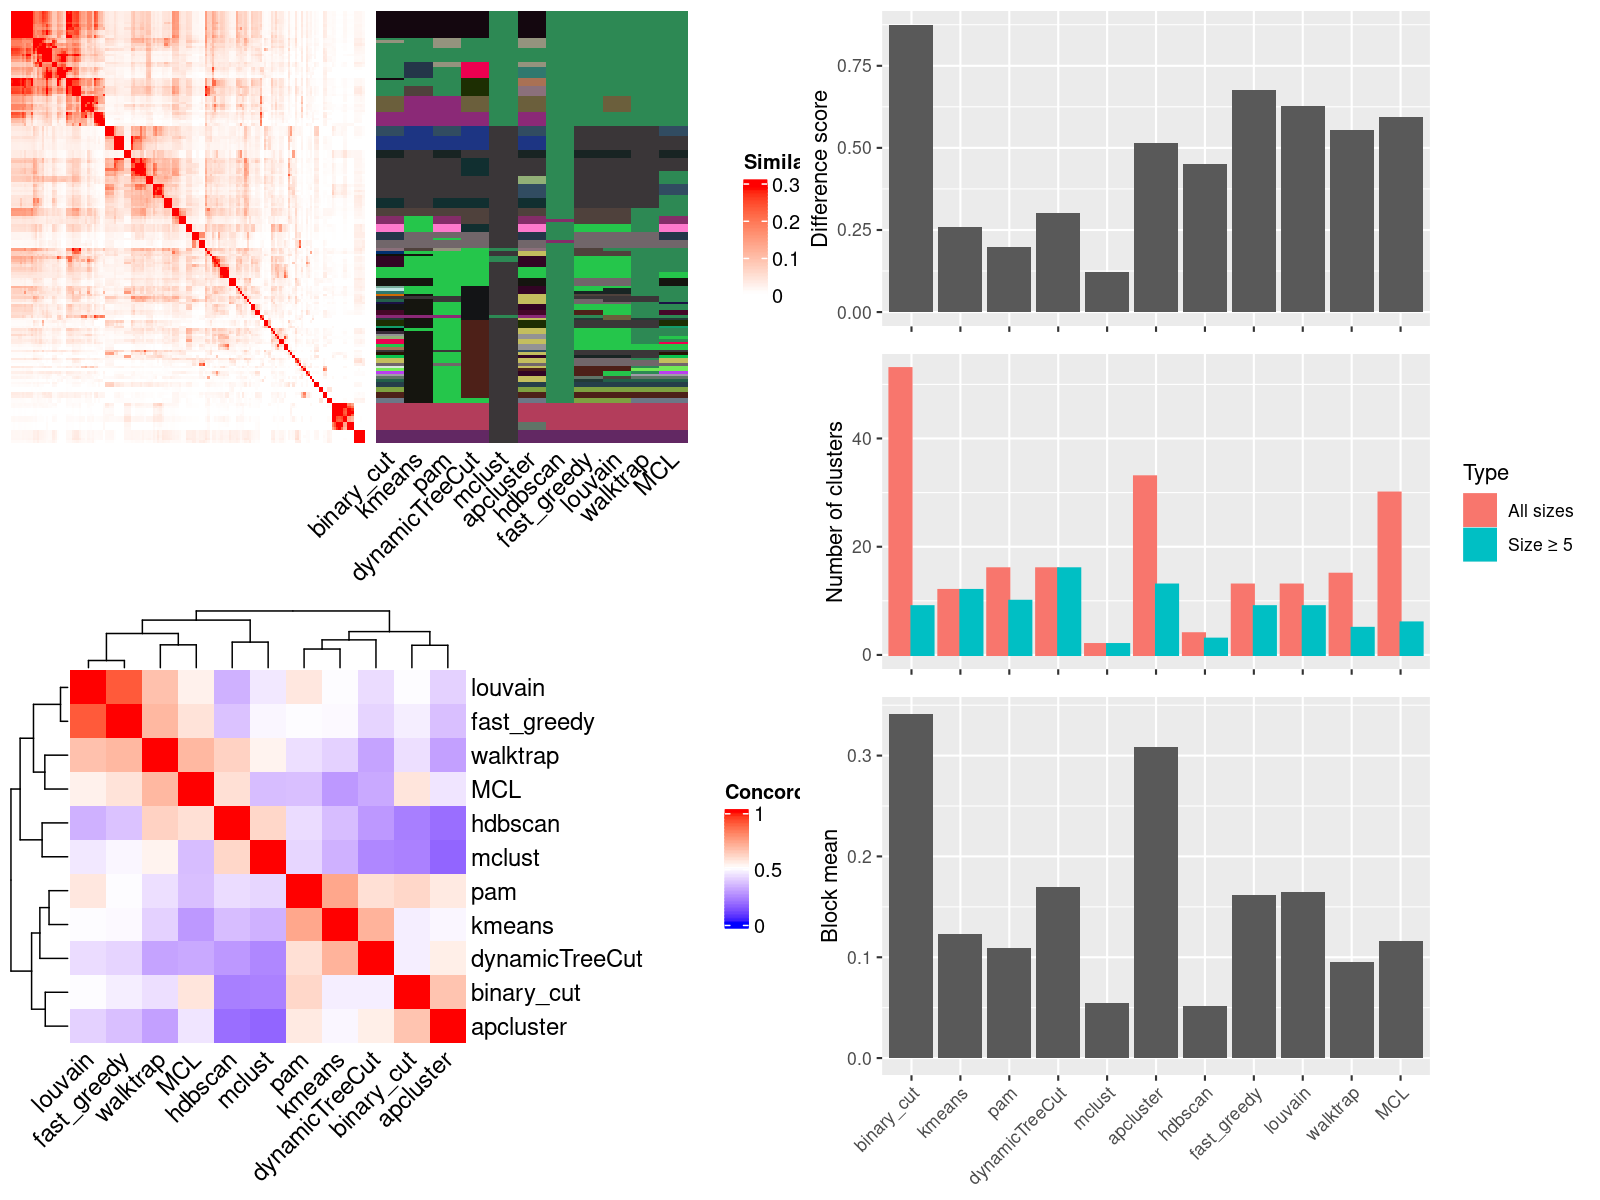 Simila
0.3
0.2
0.1
0
binary_cut
kmeans
pam
dynamicTreeCut
mclust
apcluster
hdbscan
fast_greedy
louvain
walktrap
MCL
Concord
1
0.5
0
louvain
fast_greedy
walktrap
MCL
hdbscan
mclust
pam
kmeans
dynamicTreeCut
binary_cut
apcluster
louvain
fast_greedy
walktrap
MCL
hdbscan
mclust
pam
kmeans
dynamicTreeCut
binary_cut
apcluster
Difference score
0.75
0.50
0.25
0.00
Number of clusters
40
20
0
Type
All sizes
Size ≥ 5
Block mean
0.3
0.2
0.1
0.0
binary_cut
kmeans
pam
dynamicTreeCut
mclust
apcluster
hdbscan
fast_greedy
louvain
walktrap
MCL